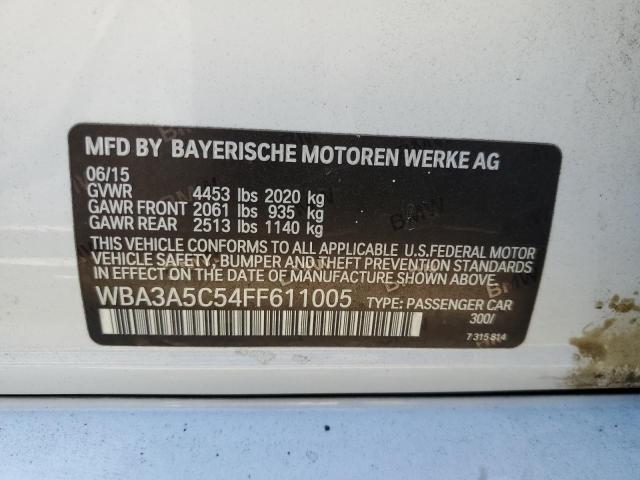 MFD BY BAYERISCHE MOTOREN WERKE AG
06/15
GVWR 4453 lbs 2020 kg
GAWR FRONT 2061 lbs 935 kg
GAWR REAR 2513 lbs 1140 kg
THIS VEHICLE CONFORMS TO ALL APPLICABLE U.S.FEDERAL MOTOR
VEHICLE SAFETY, BUMPER AND THEFT PREVENTION STANDARDS
IN EFFECT ON THE DATE OF MANUFACTURE SHOWN ABOVE.
WBA3A5C54FF611005 TYPE: PASSENGER CAR
300/
7 315 814